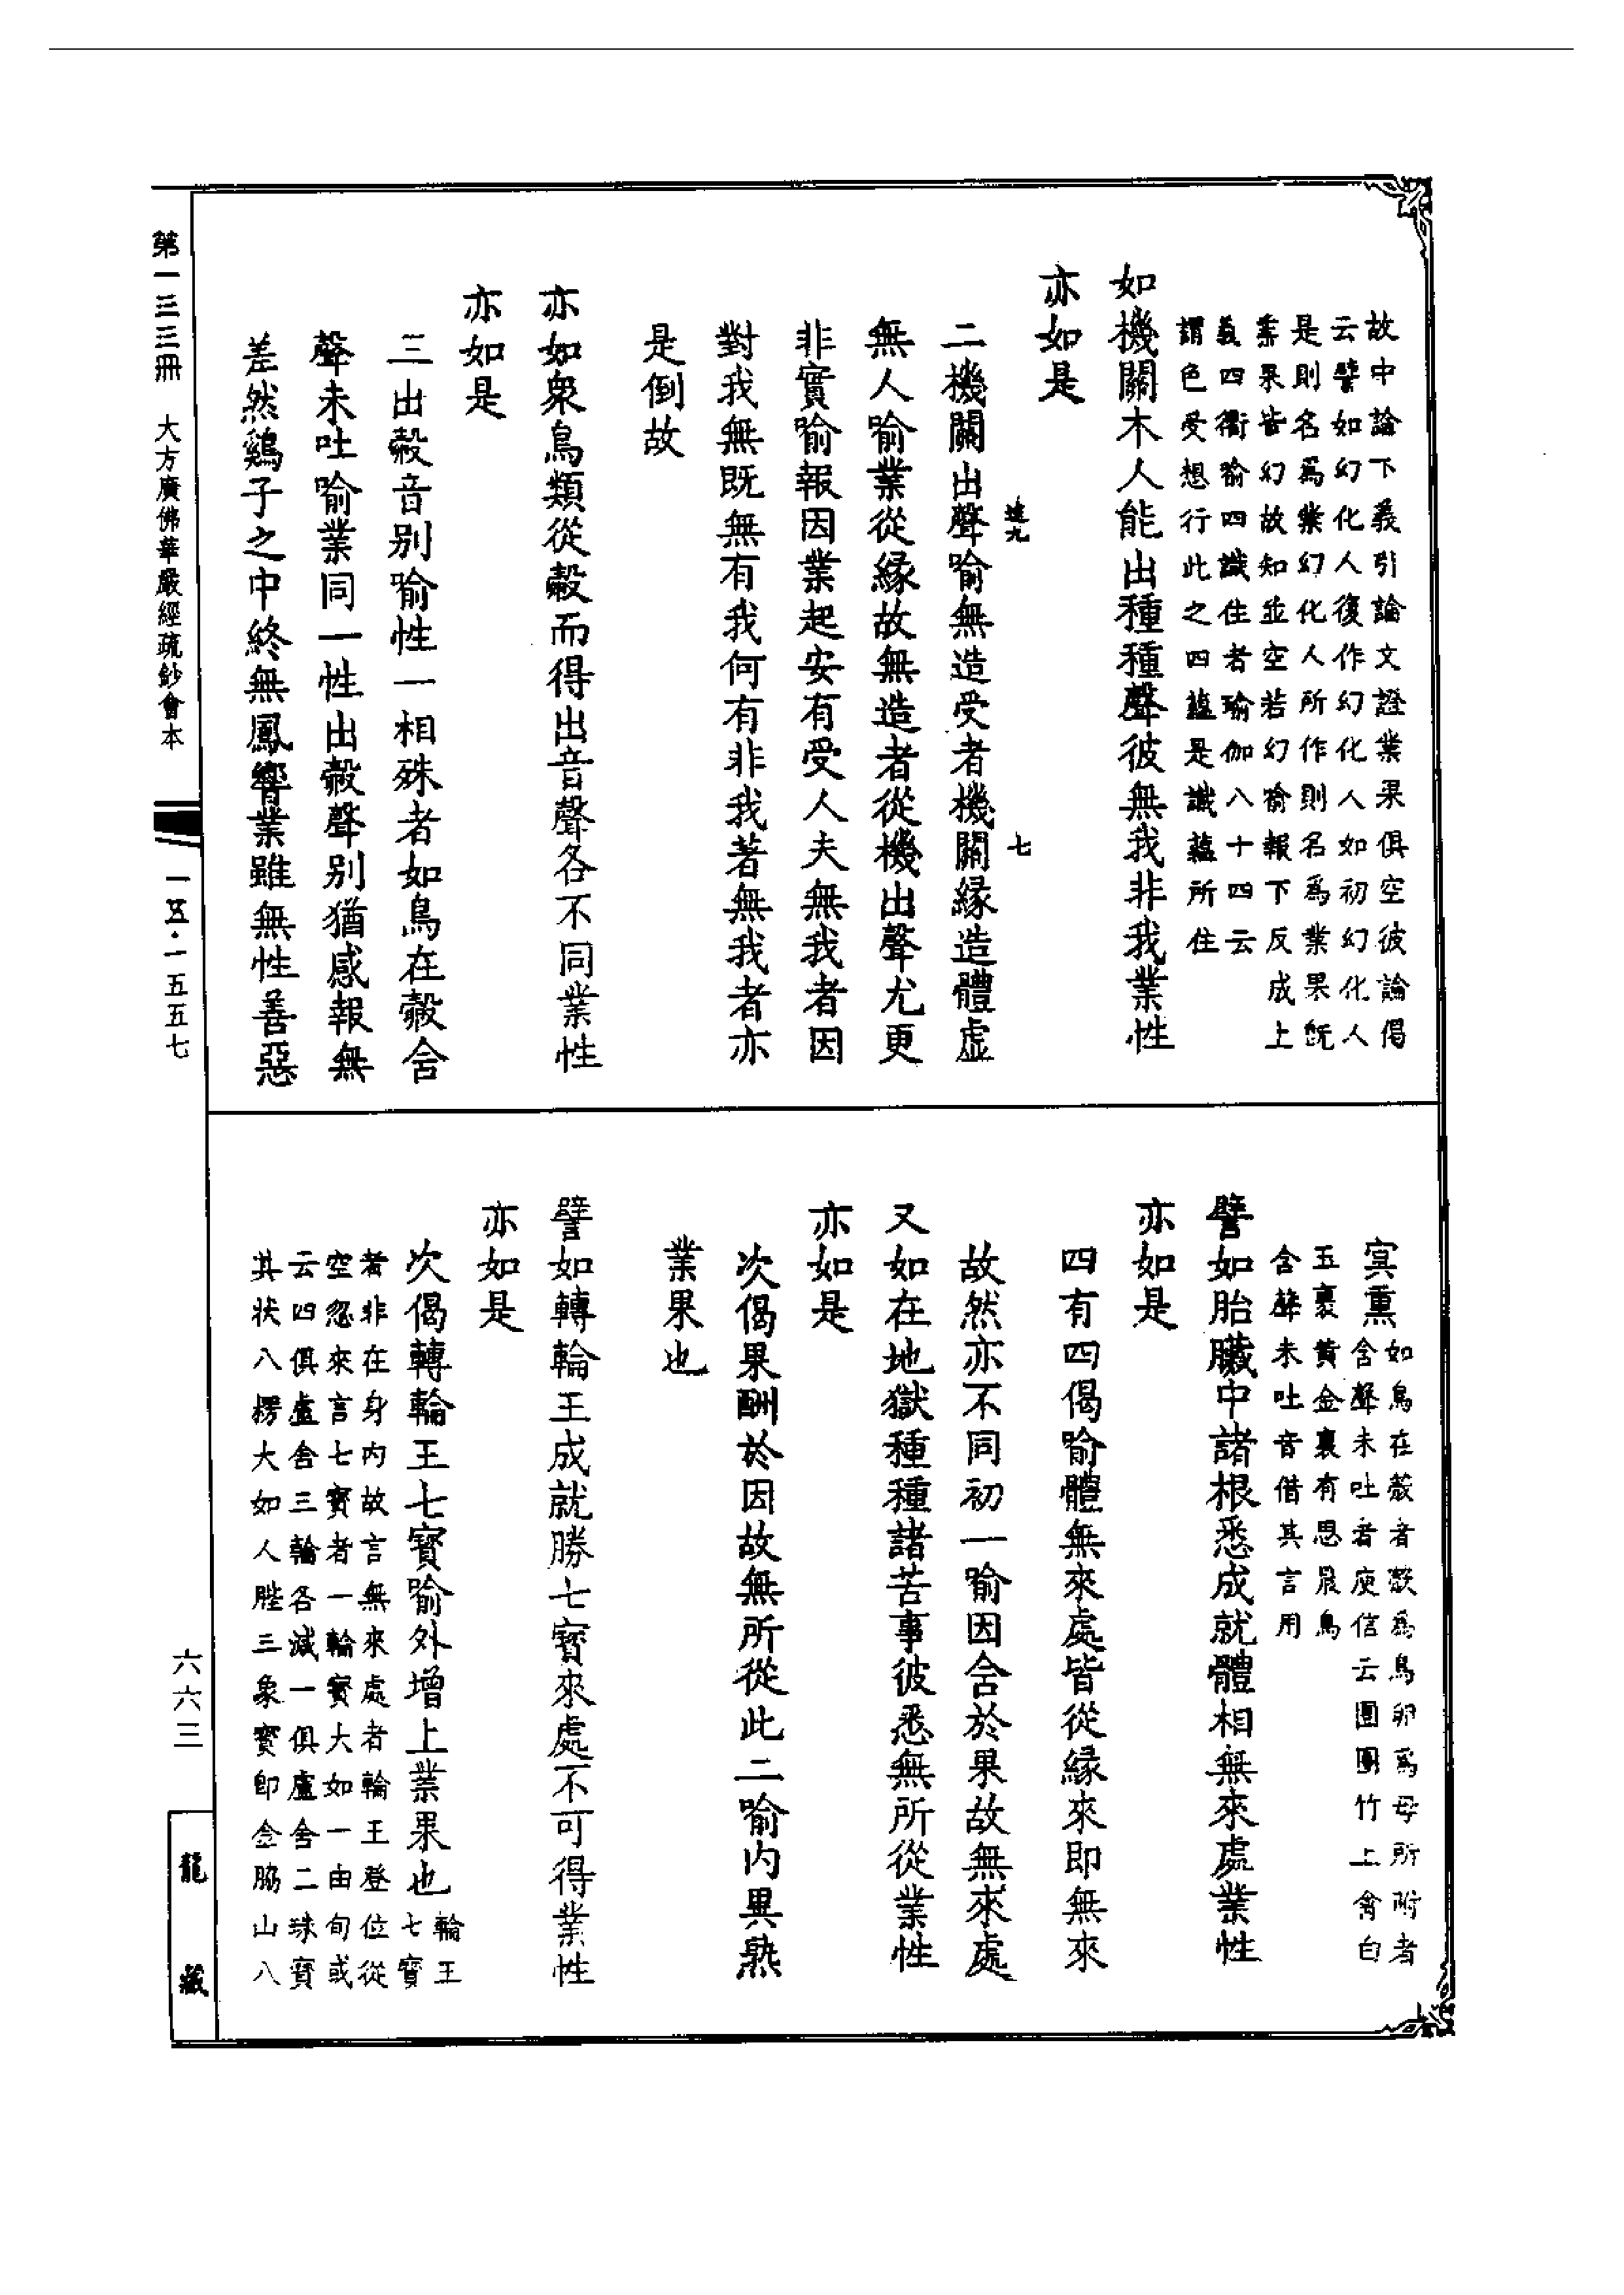 故中論下義引論文證業果俱空彼論偈
云譬如幻化人復作幻化人如初幻化人
是則名爲業幻化人所作則名爲業果既
業果皆幻故知並空若幻喻報下反成上
義四衢喻四識住者瑜伽八十四云
謂色受想行此之四蘊是識蘊所住
如機關木人能出種種聲彼無我非我業性
亦如是
二機關出聲喻無造受者機關緣造體虛
無人喻業從緣故無造者從機出聲尤更
非實喻報因業起安有受人夫無我者因
對我無既無有我何有非我著無我者亦
是倒故
亦如衆鳥類從㲉而得出音聲各不同業性
亦如是
三出㲉音別喻性一相殊者如鳥在㲉含
聲未吐喻業同一性出㲉聲別猶感報無
差然鷄子之中終無鳳響業雖無性善惡
七
第一三三冊 大方廣佛華嚴經疏鈔會本
一五·一五五七
冥熏
如鳥在㲉者㲉爲鳥卵爲母所附者
含聲未吐者庾信云團團竹上禽白
五裹黃金裏有思晨鳥
含聲未吐音借其言用
譬如胎臟中諸根悉成就體相無來處業性
亦如是
四有四偈喻體無來處皆從緣來即無來
故然亦不同初一喻因含於果故無來處
又如在地獄種種諸苦事彼悉無所從業性
亦如是
次偈果酬於因故無所從此二喻内異熟
業果也
譬如轉輪王成就勝七寶來處不可得業性
亦如是
次偈轉輪王七寶喻外增上業果也
輪王
七寶
者非在身内故言無來處者輪王登位從
空忽來言七寶者一輪寶大如一由旬或
云四俱盧舍三輪各減一俱盧舍二珠寶
其狀八楞大如人䏶三象寶即金脇山八
六六三
龍藏